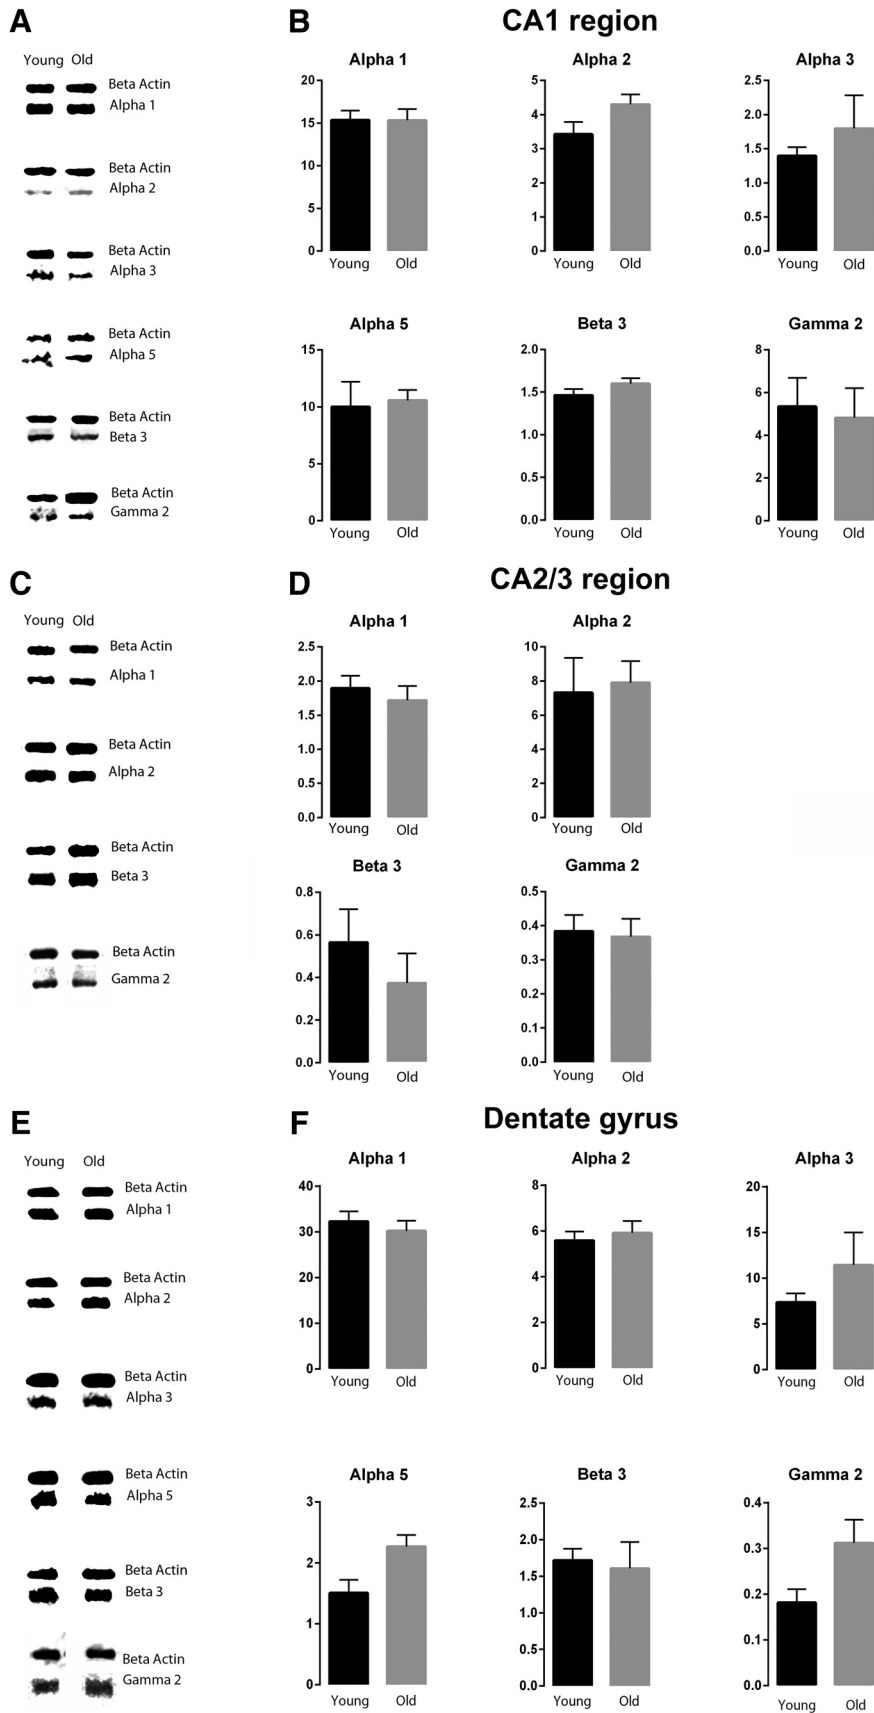 A
Young Old
Beta Actin
Alpha 1
Beta Actin
Alpha 2
Beta Actin
Alpha 3
Beta Actin
Alpha 5
Beta Actin
Beta 3
Beta Actin
Gamma 2
B
CA1 region
Alpha 1
20
15
10
5
0
Young Old
Alpha 2
5
4
3
2
1
0
Young Old
Alpha 3
2.5
2.0
1.5
1.0
0.5
0.0
Young Old
Alpha 5
15
10
5
0
Young Old
Beta 3
2.0
1.5
1.0
0.5
0.0
Young Old
Gamma 2
8
6
4
2
0
Young Old
C
Young Old
Beta Actin
Alpha 1
Beta Actin
Alpha 2
Beta Actin
Beta 3
Beta Actin
Gamma 2
D
CA2/3 region
Alpha 1
2.5
2.0
1.5
1.0
0.5
0.0
Young Old
Alpha 2
10
8
6
4
2
0
Young Old
Beta 3
0.8
0.6
0.4
0.2
0.0
Young Old
Gamma 2
0.5
0.4
0.3
0.2
0.1
0.0
Young Old
E
Young Old
Beta Actin
Alpha 1
Beta Actin
Alpha 2
Beta Actin
Alpha 3
Beta Actin
Alpha 5
Beta Actin
Beta 3
Beta Actin
Gamma 2
F
Dentate gyrus
Alpha 1
40
30
20
10
0
Young Old
Alpha 2
8
6
4
2
0
Young Old
Alpha 3
20
15
10
5
0
Young Old
Alpha 5
3
2
1
0
Young Old
Beta 3
2.5
2.0
1.5
1.0
0.5
0.0
Young Old
Gamma 2
0.4
0.3
0.2
0.1
0.0
Young Old